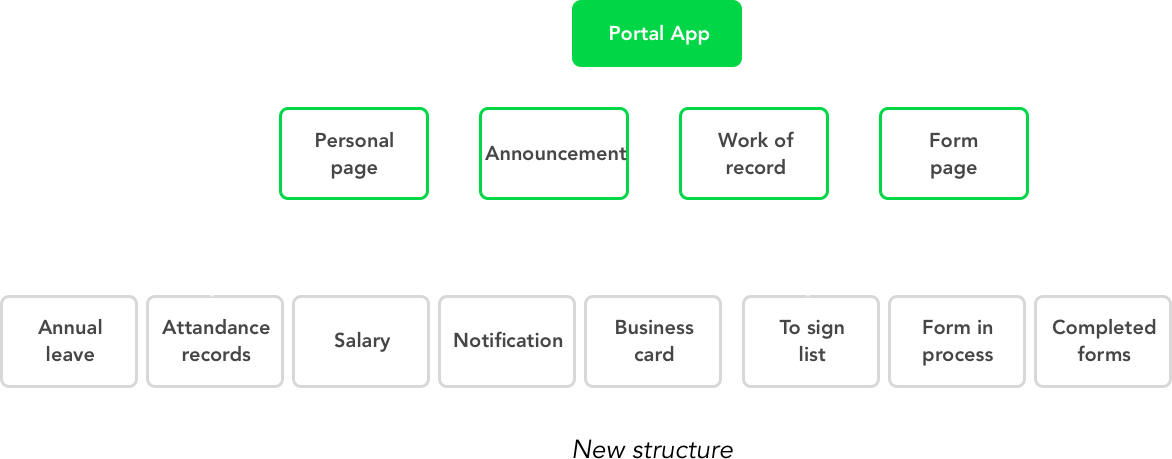 Portal App
Personal
page
Announcement
Work of
record
Form
page
Annual
leave
Attandance
records
Salary
Notification
Business
card
To sign
list
Form in
process
Completed
forms
New structure